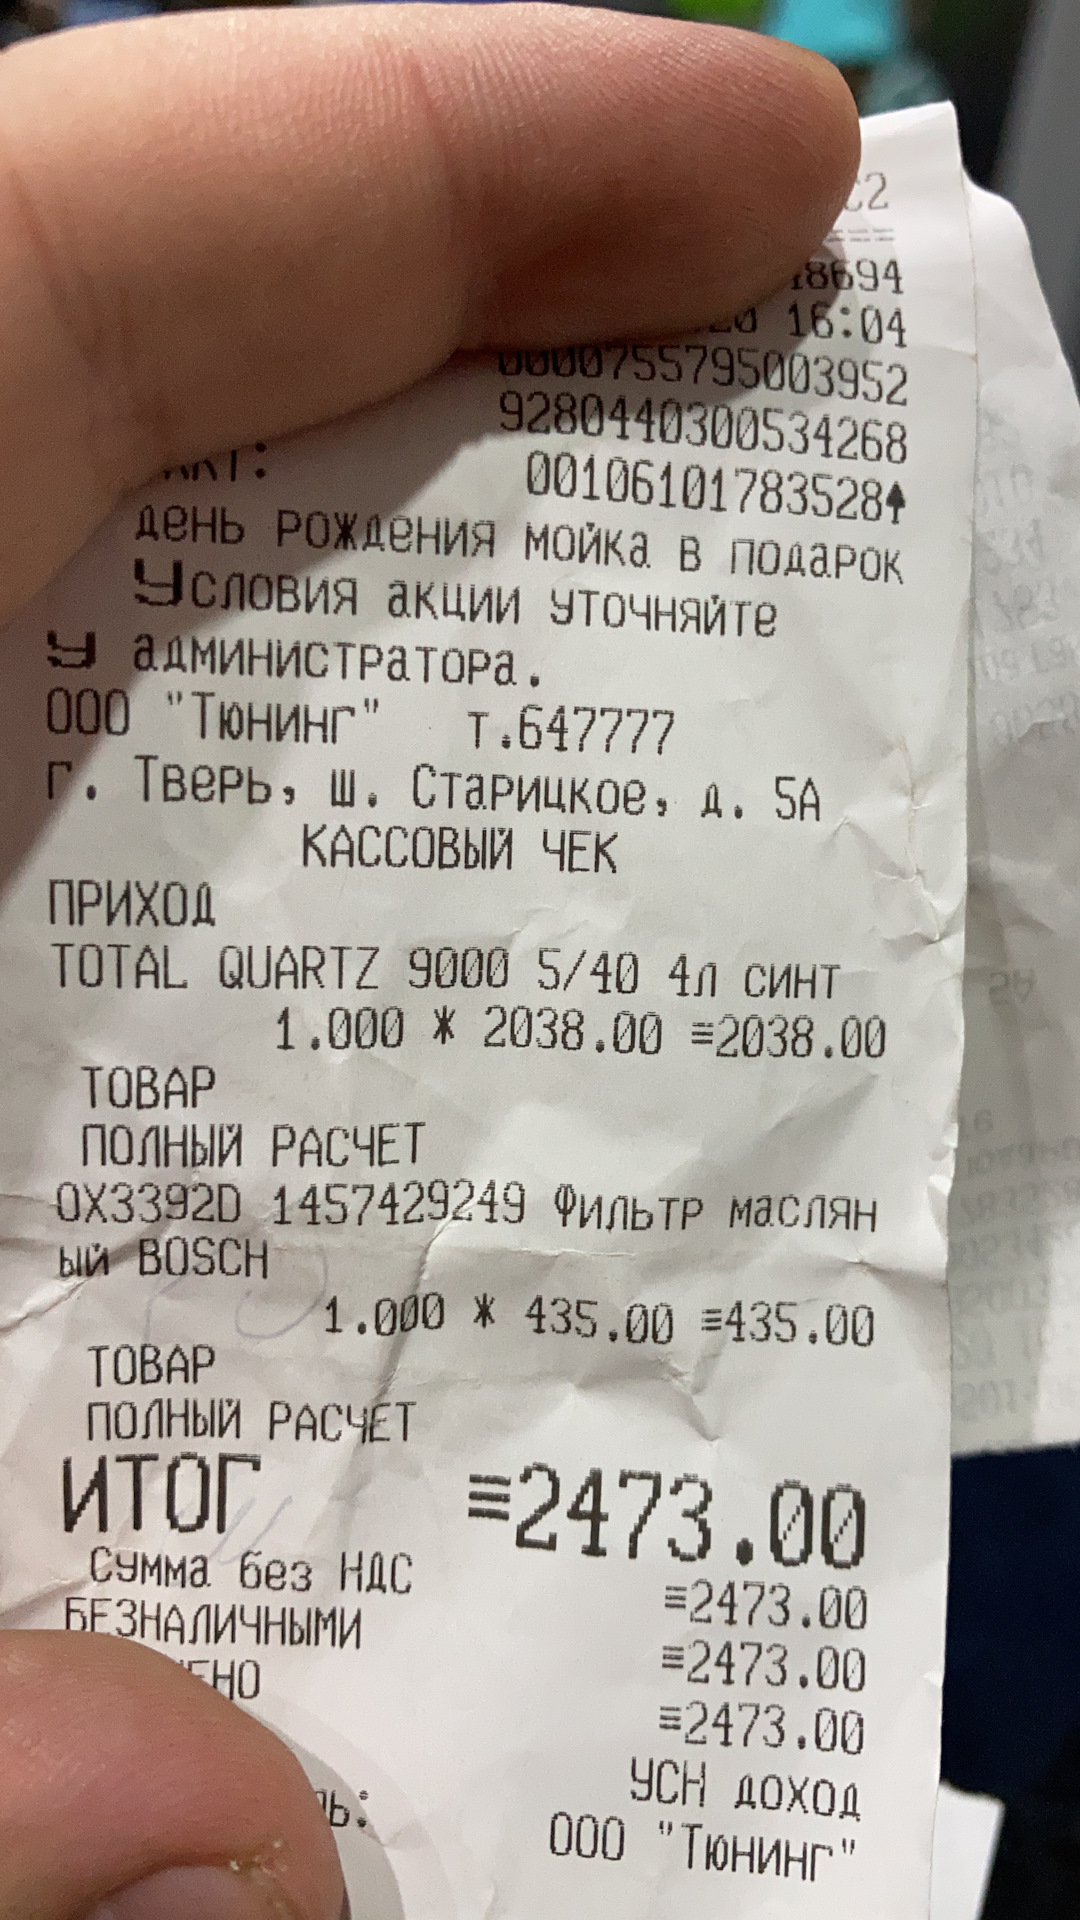 16:04
0000755795003952
9280440300534268
00106101783528
день рождения мойка в подарок
Условия акции уточняйте
у администратора.
ООО "Тюнинг" т.647777
г. Тверь, ш. Старицкое, д. 5А
КАССОВЫЙ ЧЕК
ПРИХОД
TOTAL QUARTZ 9000 5/40 4л синт
1.000 * 2038.00 ≡2038.00
ТОВАР
ПОЛНЫЙ РАСЧЕТ
OX3392D 1457429249 Фильтр маслян
ый BOSCH
1.000 * 435.00 ≡435.00
ТОВАР
ПОЛНЫЙ РАСЧЕТ
ИТОГ ≡2473.00
Сумма без НДС ≡2473.00
БЕЗНАЛИЧНЫМИ ≡2473.00
≡2473.00
УСН доход
ООО "Тюнинг"